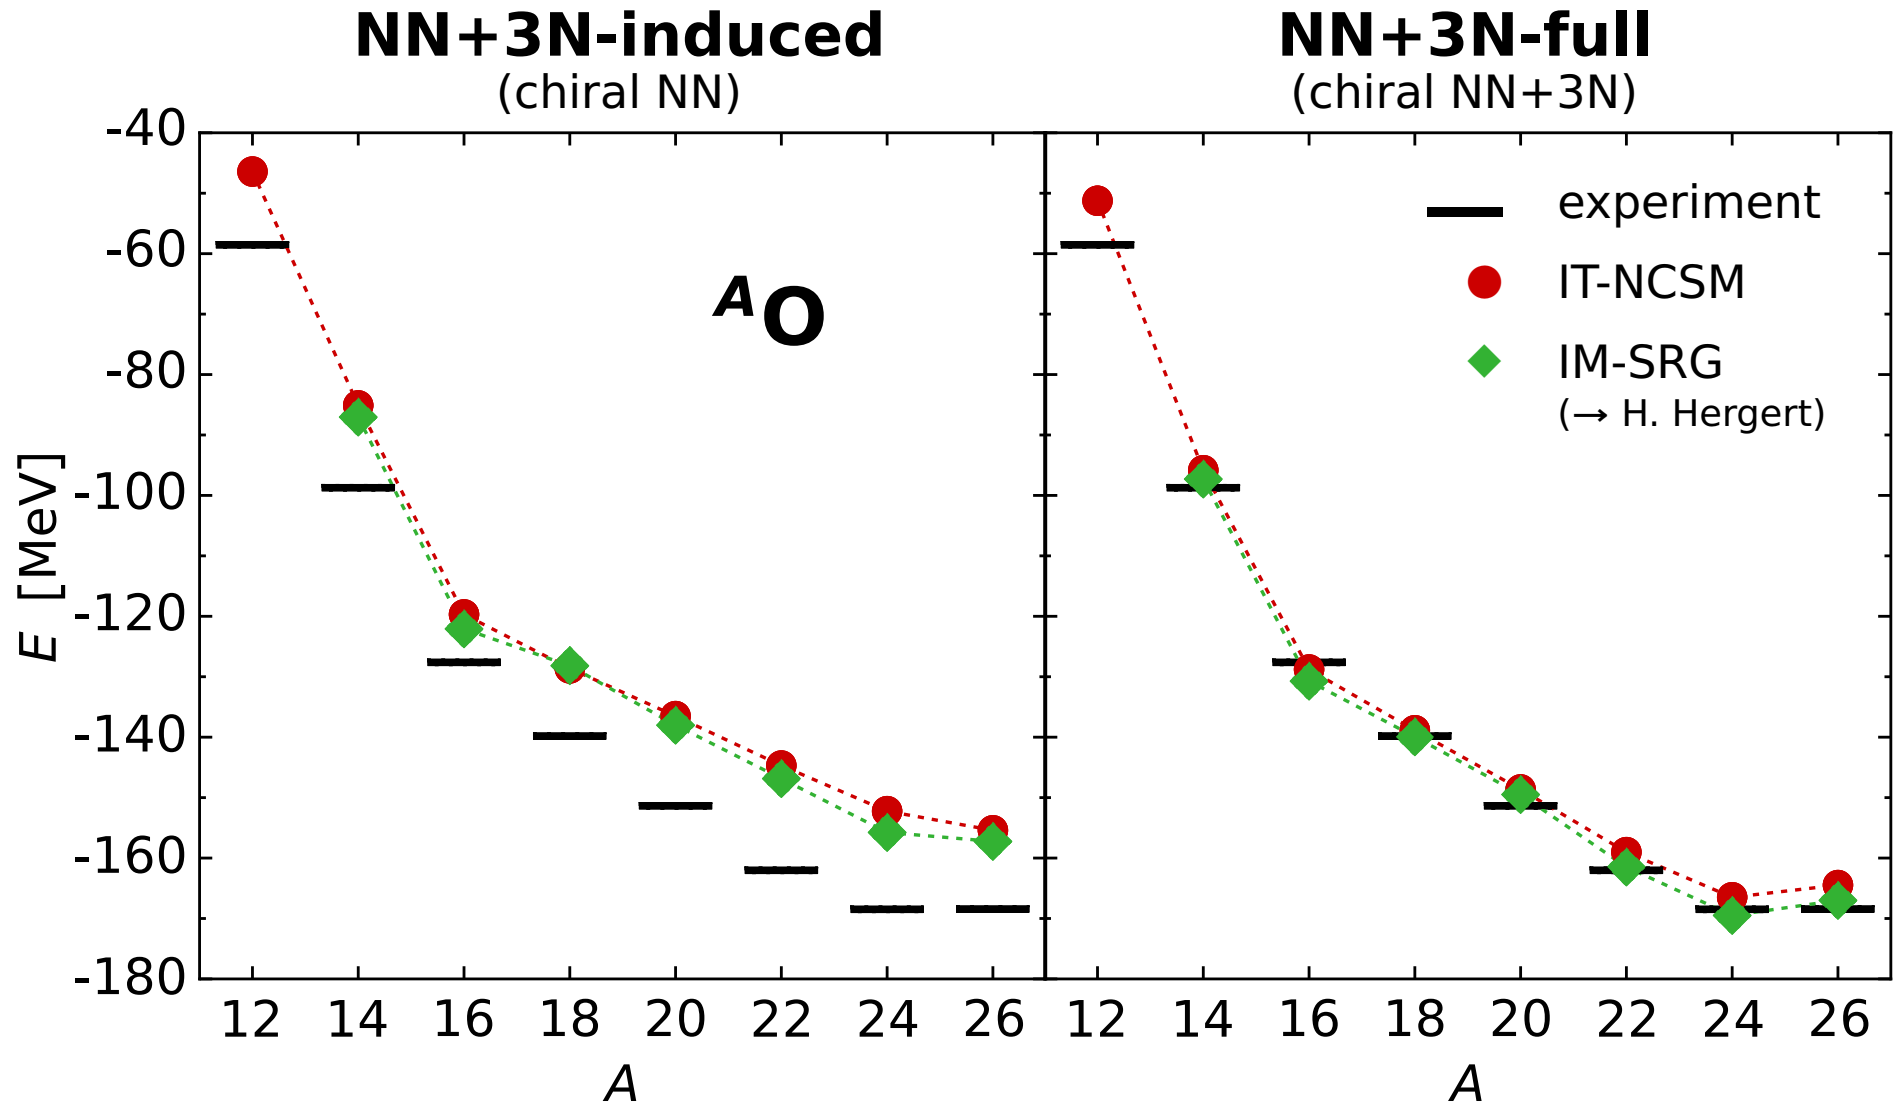 NN+3N-induced
(chiral NN)
NN+3N-full
(chiral NN+3N)
-40
-60
-80
-100
-120
-140
-160
-180
E [MeV]
AO
experiment
IT-NCSM
IM-SRG
(→ H. Hergert)
12 14 16 18 20 22 24 26
12 14 16 18 20 22 24 26
A
A